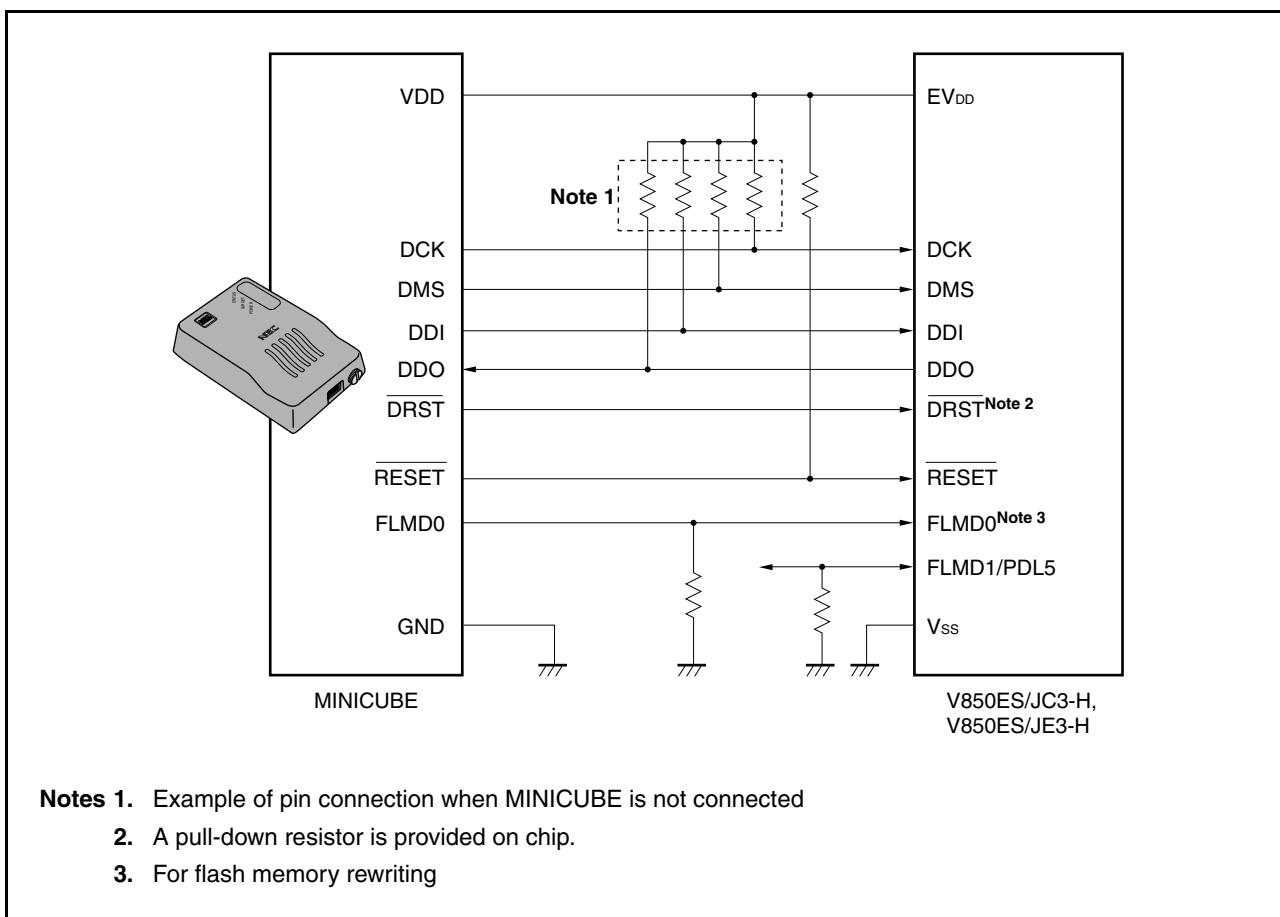 VDD EVDD
Note 1
DCK DCK
DMS DMS
DDI DDI
DDO DDO
DRST DRST Note 2
RESET RESET
FLMD0 FLMD0 Note 3
FLMD1/PDL5
GND VSS
NEC
MINICUBE V850ES/JC3-H,
V850ES/JE3-H
Notes 1. Example of pin connection when MINICUBE is not connected
2. A pull-down resistor is provided on chip.
3. For flash memory rewriting